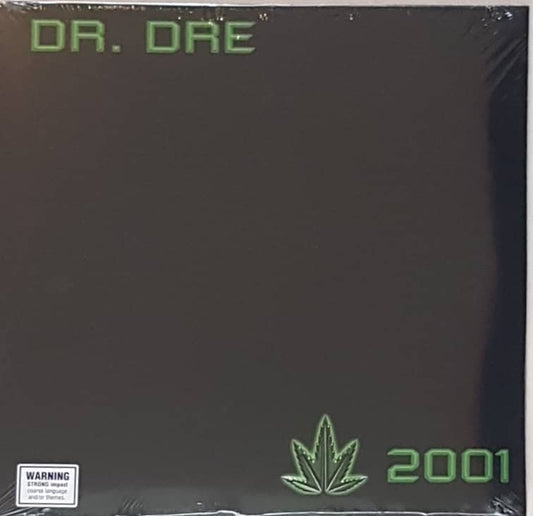 DR. DRE
2001
WARNING
STRONG impact
coarse language
and/or themes.